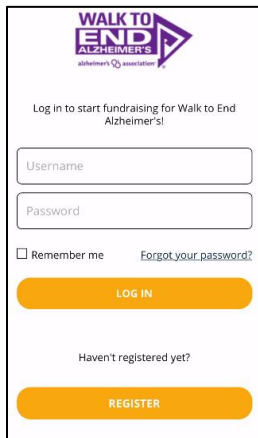 WALK TO
END
ALZHEIMER'S
alzheimer's association
Log in to start fundraising for Walk to End
Alzheimer's!
Username
Password
Remember me Forgot your password?
LOG IN
Haven't registered yet?
REGISTER